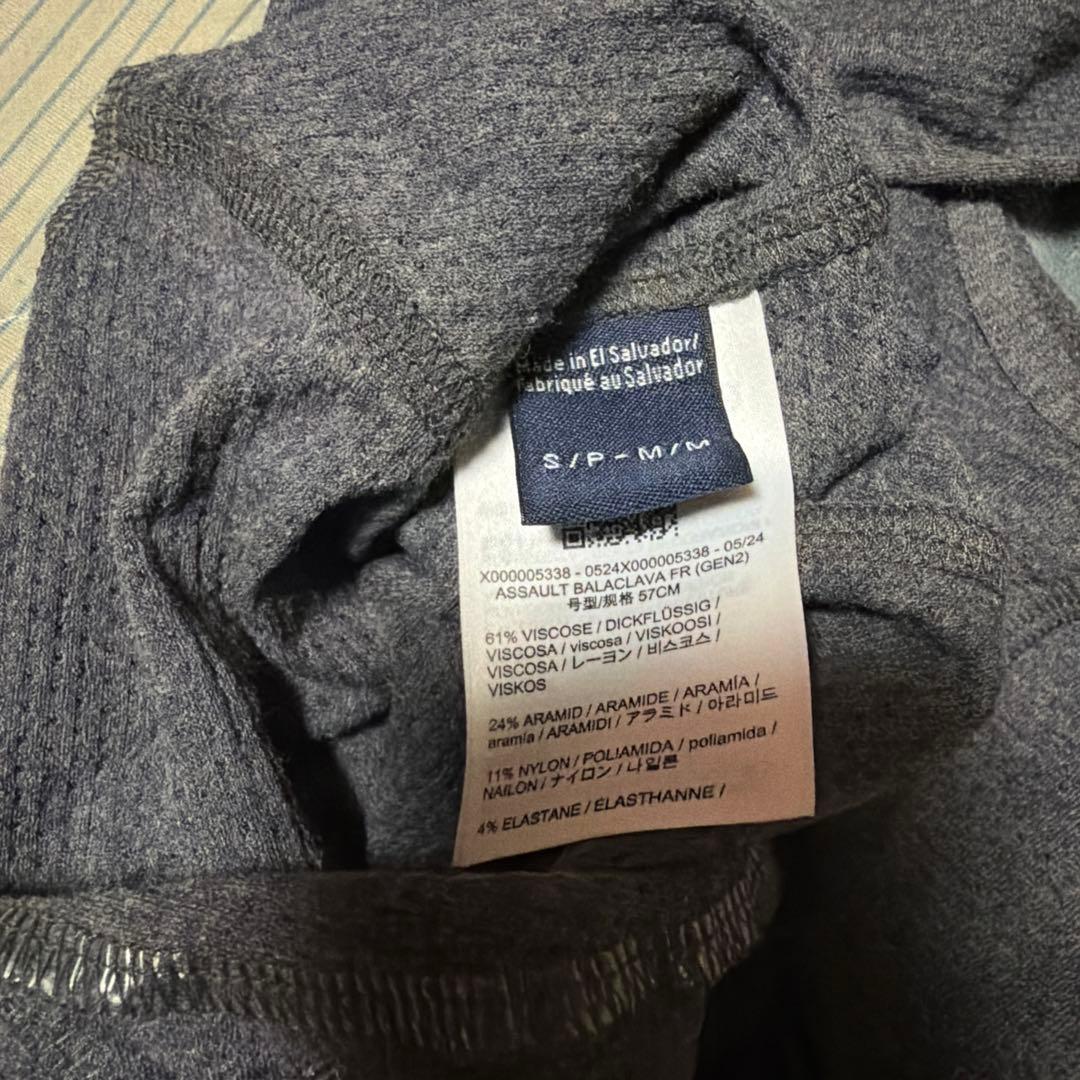 Made in El Salvador/
Fabriqué au Salvador
S/P - M/M
X000005338 - 0524X000005338 - 05/24
ASSAULT BALACLAVA FR (GEN2)
号型/规格 57CM
61% VISCOSE / DICKFLÜSSIG /
VISCOSA / viscosa / VISKOOSI /
VISCOSA / レーヨン / 비스코스 /
VISKOS
24% ARAMID / ARAMIDE / ARAMÍA /
aramía / ARAMIDI / アラミド / 아라미드
11% NYLON / POLIAMIDA / poliamida /
NAILON / ナイロン / 나일론
4% ELASTANE / ÉLASTHANNE /